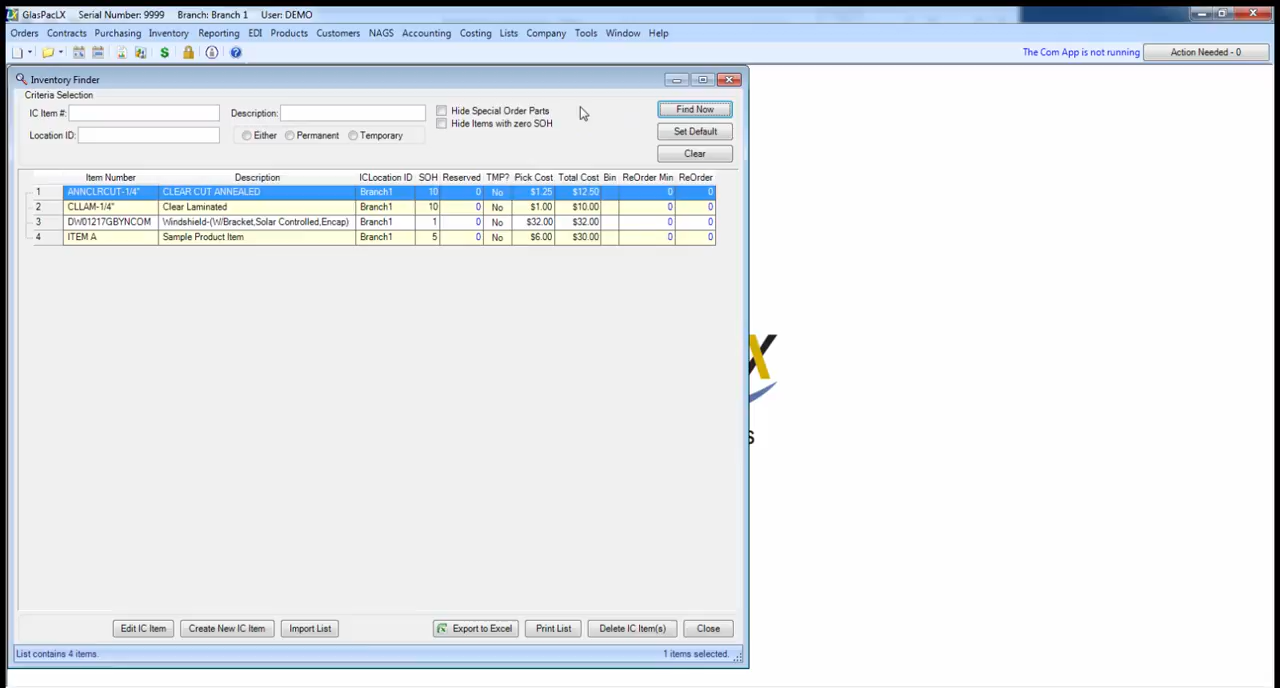 GlasPacLX Serial Number: 9999 Branch: Branch 1 User: DEMO
Orders Contracts Purchasing Inventory Reporting EDI Products Customers NAGS Accounting Costing Lists Company Tools Window Help
The Com App is not running Action Needed - 0
Inventory Finder
Criteria Selection
IC Item #: Description: Hide Special Order Parts Find Now
Hide Items with zero SOH
Location ID: Either Permanent Temporary Set Default
Clear
Item Number Description ICLocation ID SOH Reserved TMP? Pick Cost Total Cost Bin ReOrder Min ReOrder
1 ANNCLRCUT-1/4" CLEAR CUT ANNEALED Branch1 10 0 No $1.25 $12.50 0 0
2 CLLAM-1/4" Clear Laminated Branch1 10 0 No $1.00 $10.00 0 0
3 DW01217GBYNCOM Windshield-(W/Bracket,Solar Controlled,Encap) Branch1 1 0 No $32.00 $32.00 0 0
4 ITEM A Sample Product Item Branch1 5 0 No $6.00 $30.00 0 0
X
S
Edit IC Item Create New IC Item Import List Export to Excel Print List Delete IC Item(s) Close
List contains 4 items. 1 items selected.